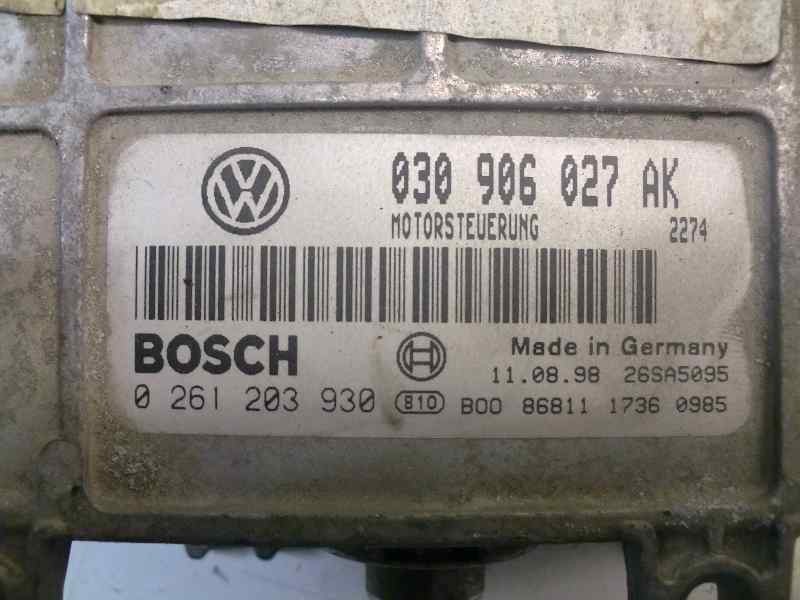 030 906 027 AK
MOTORSTEUERUNG 2274
BOSCH
Made in Germany
11.08.98 26SA5095
0 261 203 930 B10 B00 86811 1736 0985